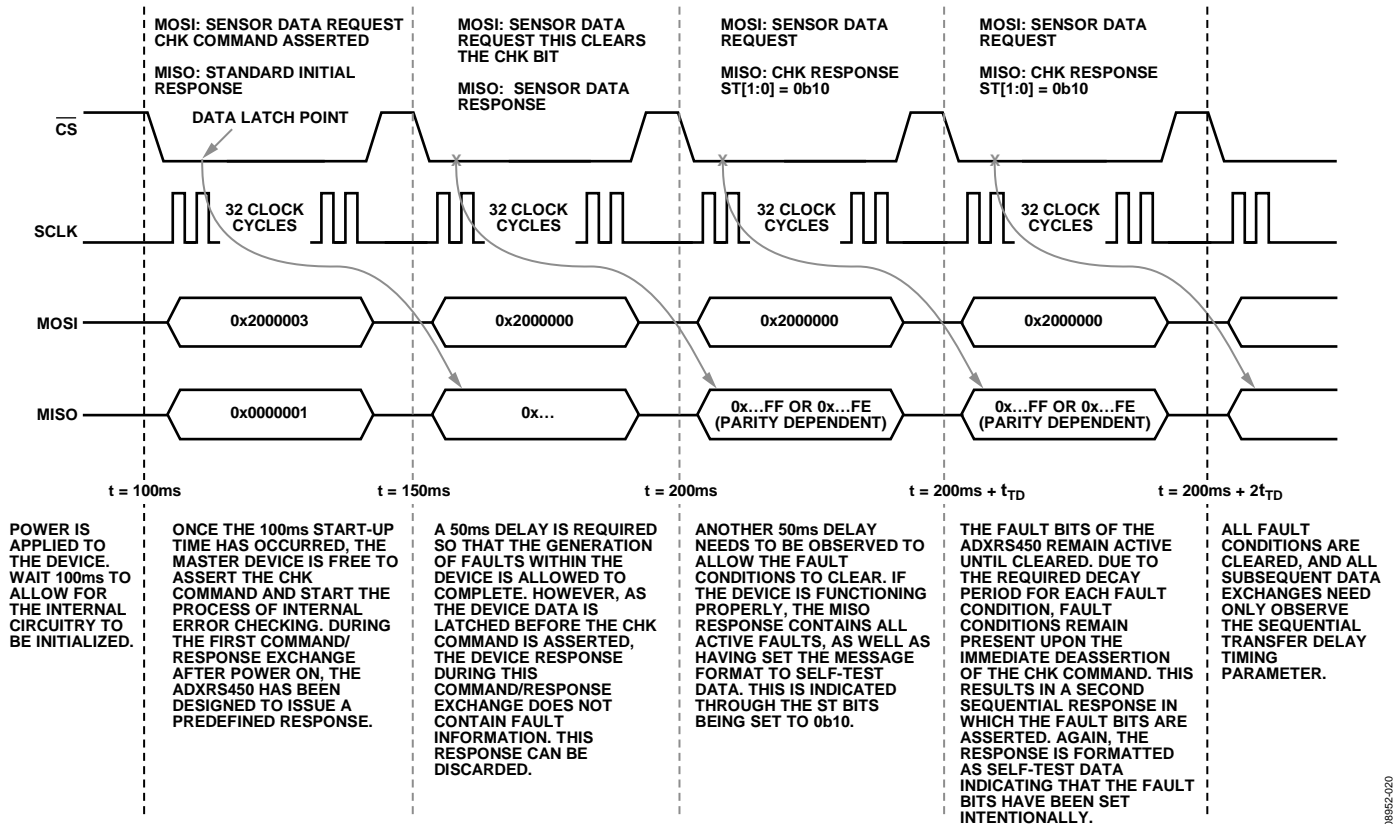 MOSI: SENSOR DATA REQUEST
CHK COMMAND ASSERTED
MISO: STANDARD INITIAL
RESPONSE
MOSI: SENSOR DATA
REQUEST THIS CLEARS
THE CHK BIT
MISO: SENSOR DATA
RESPONSE
MOSI: SENSOR DATA
REQUEST
MISO: CHK RESPONSE
ST[1:0] = 0b10
MOSI: SENSOR DATA
REQUEST
MISO: CHK RESPONSE
ST[1:0] = 0b10
DATA LATCH POINT
CS
X
X
X
SCLK
32 CLOCK
CYCLES
32 CLOCK
CYCLES
32 CLOCK
CYCLES
32 CLOCK
CYCLES
MOSI
0x2000003
0x2000000
0x2000000
0x2000000
MISO
0x0000001
0x…
0x…FF OR 0x…FE
(PARITY DEPENDENT)
0x…FF OR 0x…FE
(PARITY DEPENDENT)
t = 100ms
t = 150ms
t = 200ms
t = 200ms + tTD
t = 200ms + 2tTD
POWER IS
APPLIED TO
THE DEVICE.
WAIT 100ms TO
ALLOW FOR
THE INTERNAL
CIRCUITRY TO
BE INITIALIZED.
ONCE THE 100ms START-UP
TIME HAS OCCURRED, THE
MASTER DEVICE IS FREE TO
ASSERT THE CHK
COMMAND AND START THE
PROCESS OF INTERNAL
ERROR CHECKING. DURING
THE FIRST COMMAND/
RESPONSE EXCHANGE
AFTER POWER ON, THE
ADXRS450 HAS BEEN
DESIGNED TO ISSUE A
PREDEFINED RESPONSE.
A 50ms DELAY IS REQUIRED
SO THAT THE GENERATION
OF FAULTS WITHIN THE
DEVICE IS ALLOWED TO
COMPLETE. HOWEVER, AS
THE DEVICE DATA IS
LATCHED BEFORE THE CHK
COMMAND IS ASSERTED,
THE DEVICE RESPONSE
DURING THIS
COMMAND/RESPONSE
EXCHANGE DOES NOT
CONTAIN FAULT
INFORMATION. THIS
RESPONSE CAN BE
DISCARDED.
ANOTHER 50ms DELAY
NEEDS TO BE OBSERVED TO
ALLOW THE FAULT
CONDITIONS TO CLEAR. IF
THE DEVICE IS FUNCTIONING
PROPERLY, THE MISO
RESPONSE CONTAINS ALL
ACTIVE FAULTS, AS WELL AS
HAVING SET THE MESSAGE
FORMAT TO SELF-TEST
DATA. THIS IS INDICATED
THROUGH THE ST BITS
BEING SET TO 0b10.
THE FAULT BITS OF THE
ADXRS450 REMAIN ACTIVE
UNTIL CLEARED. DUE TO
THE REQUIRED DECAY
PERIOD FOR EACH FAULT
CONDITION, FAULT
CONDITIONS REMAIN
PRESENT UPON THE
IMMEDIATE DEASSERTION
OF THE CHK COMMAND. THIS
RESULTS IN A SECOND
SEQUENTIAL RESPONSE IN
WHICH THE FAULT BITS ARE
ASSERTED. AGAIN, THE
RESPONSE IS FORMATTED
AS SELF-TEST DATA
INDICATING THAT THE FAULT
BITS HAVE BEEN SET
INTENTIONALLY.
ALL FAULT
CONDITIONS ARE
CLEARED, AND ALL
SUBSEQUENT DATA
EXCHANGES NEED
ONLY OBSERVE
THE SEQUENTIAL
TRANSFER DELAY
TIMING
PARAMETER.
08952-020